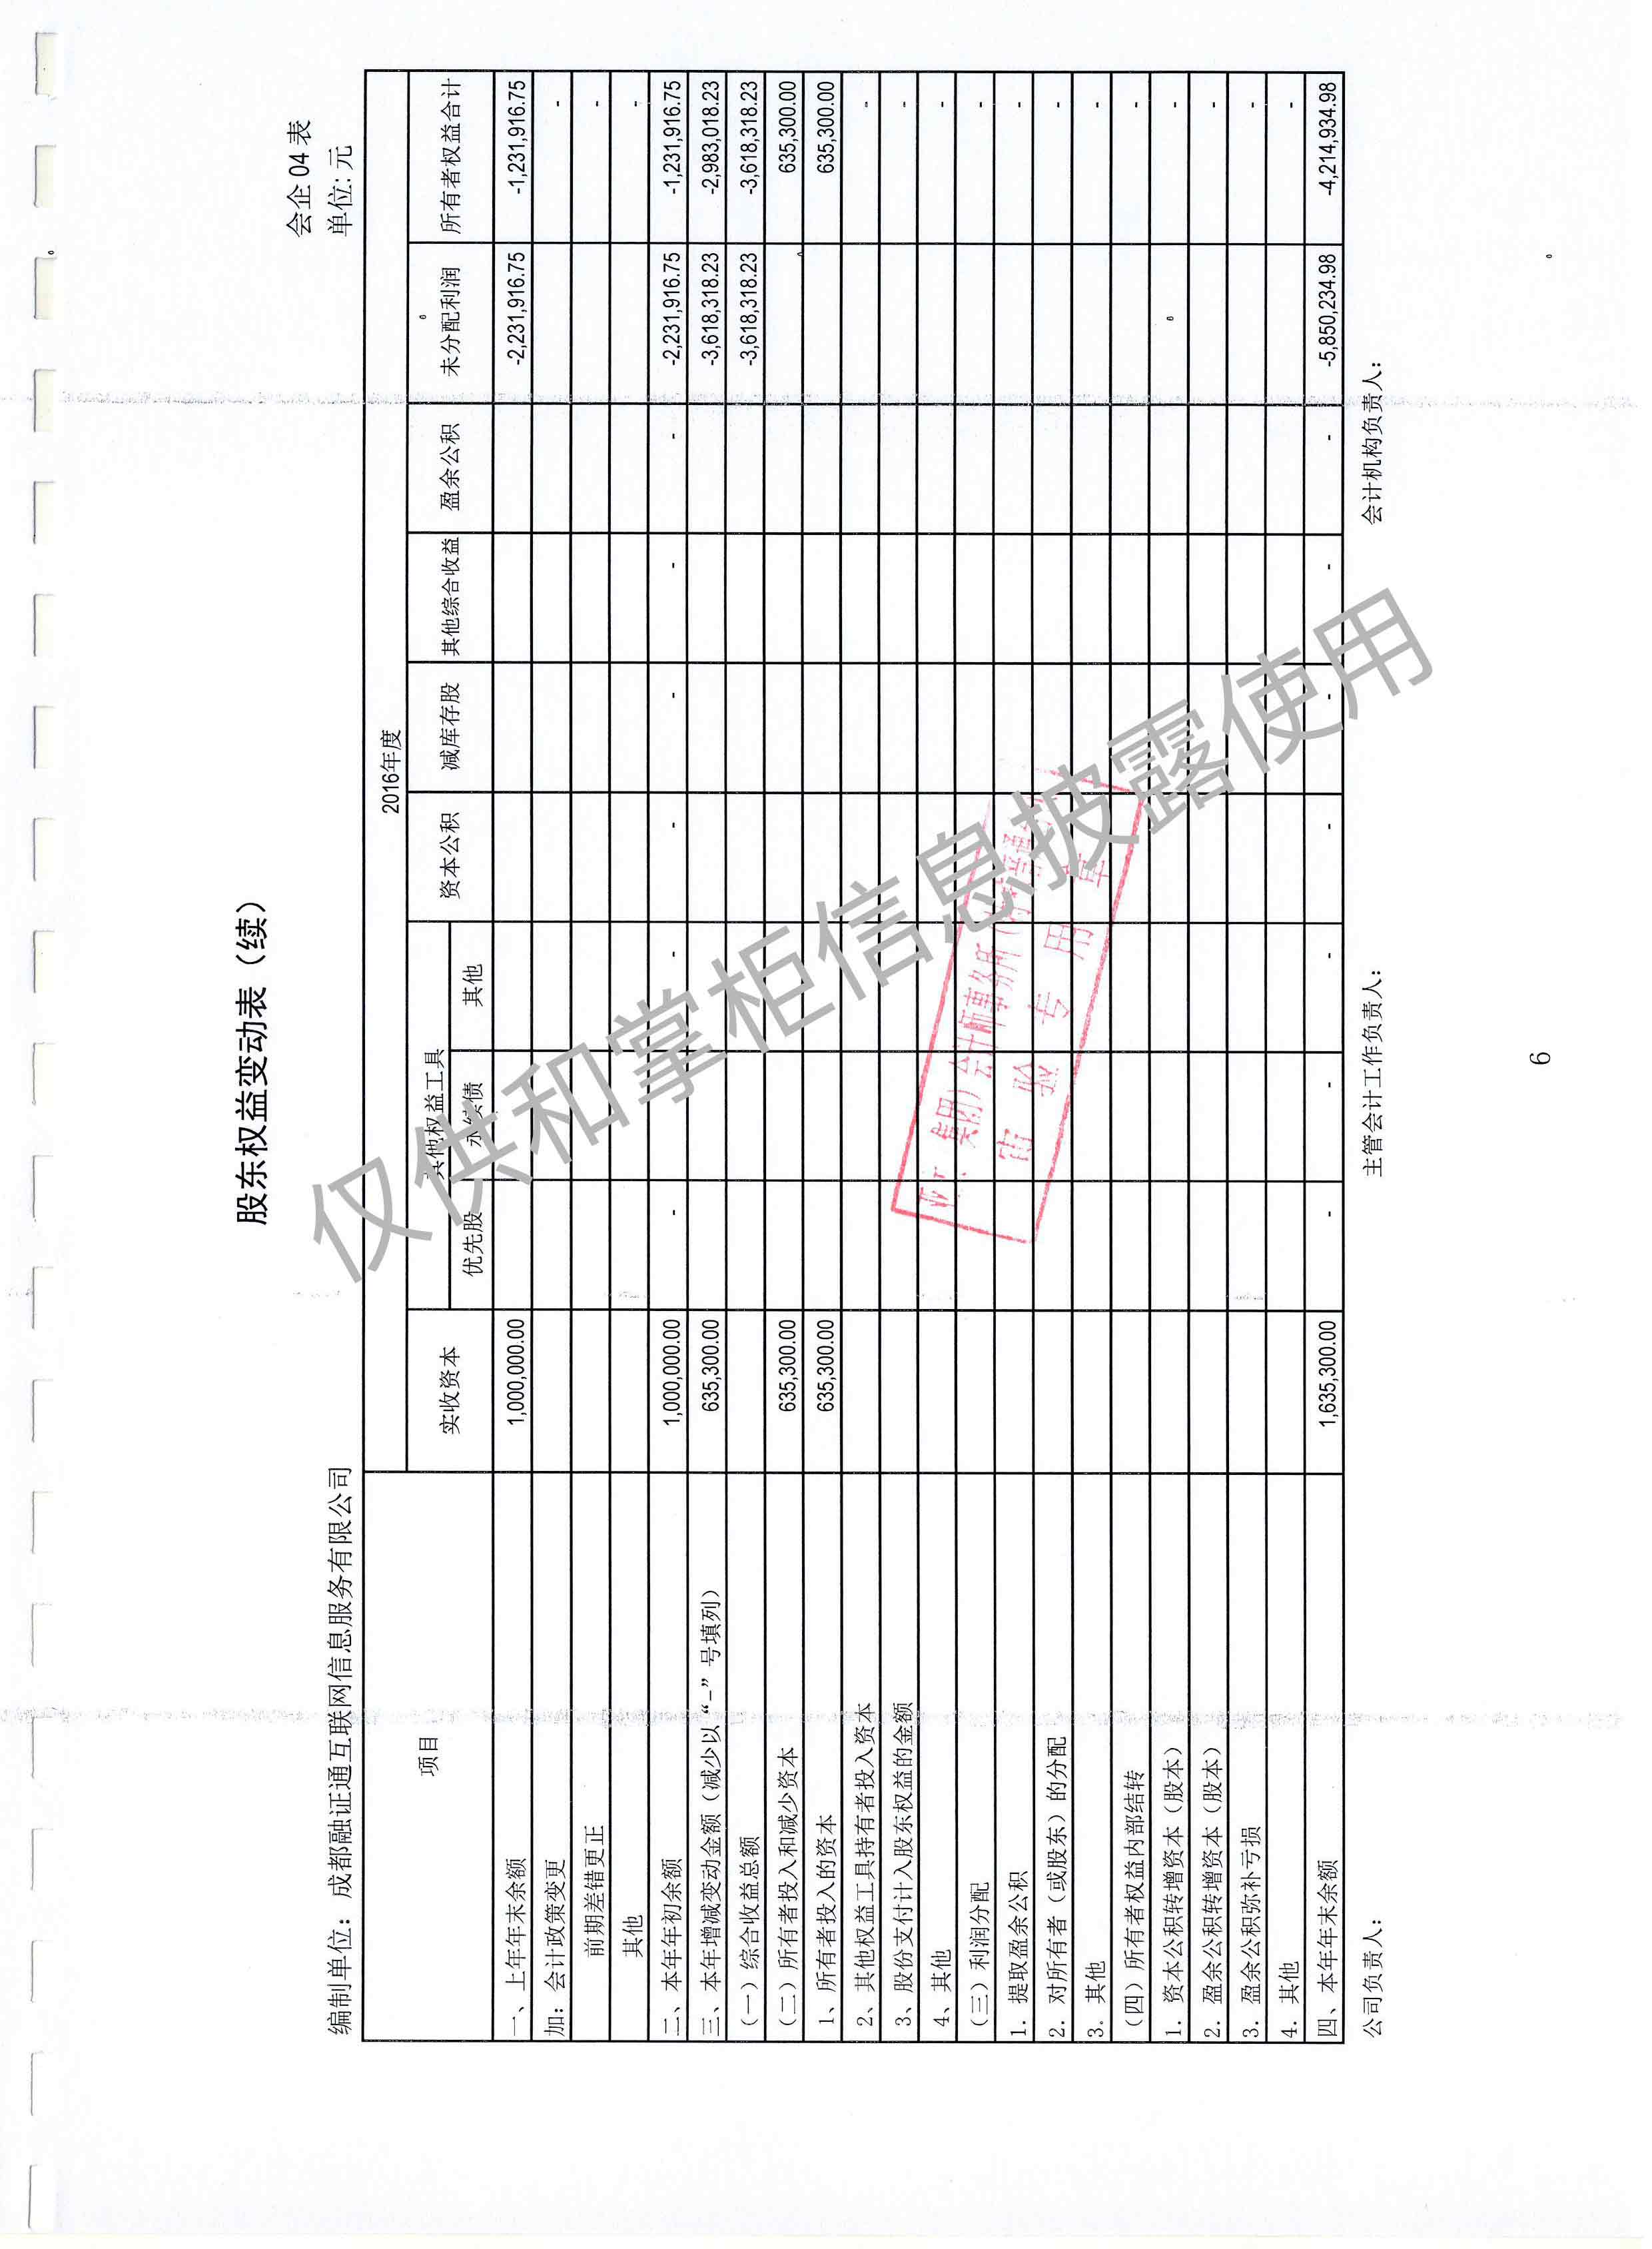 股东权益变动表（续）
会企 04 表
编制单位：成都融证通互联网信息服务有限公司 单位: 元
项目 2016年度
实收资本 其他权益工具 资本公积 减库存股 其他综合收益 盈余公积 未分配利润 所有者权益合计
优先股 永续债 其他
一、上年年末余额 1,000,000.00 -2,231,916.75 -1,231,916.75
加：会计政策变更 -
前期差错更正 -
其他 -
二、本年年初余额 1,000,000.00 - - - - - - -2,231,916.75 -1,231,916.75
三、本年增减变动金额（减少以“-”号填列） 635,300.00 -3,618,318.23 -2,983,018.23
（一）综合收益总额 -3,618,318.23 -3,618,318.23
（二）所有者投入和减少资本 635,300.00 635,300.00
1、所有者投入的资本 635,300.00 635,300.00
2、其他权益工具持有者投入资本 -
3、股份支付计入股东权益的金额 -
4、其他 -
（三）利润分配 -
1. 提取盈余公积 -
2. 对所有者（或股东）的分配 -
3. 其他 -
（四）所有者权益内部结转 -
1. 资本公积转增资本（股本） -
2. 盈余公积转增资本（股本） -
3. 盈余公积弥补亏损 -
4. 其他 -
四、本年年末余额 1,635,300.00 - - - - - - - -5,850,234.98 -4,214,934.98
公司负责人： 主管会计工作负责人： 会计机构负责人：
仅供和掌柜信息披露使用
集团）会计师事务所（特
审验专用章
6